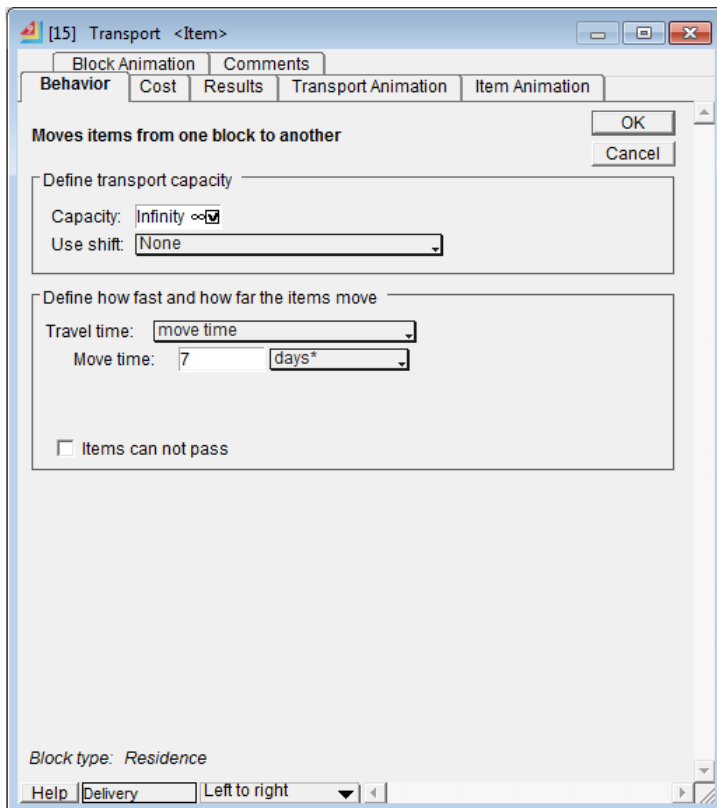 [15] Transport <Item>
Block Animation Comments
Behavior Cost Results Transport Animation Item Animation
OK
Moves items from one block to another
Cancel
Define transport capacity
Capacity: Infinity ∞
Use shift: None
Define how fast and how far the items move
Travel time: move time
Move time: 7 days*
Items can not pass
Block type: Residence
Help Delivery Left to right